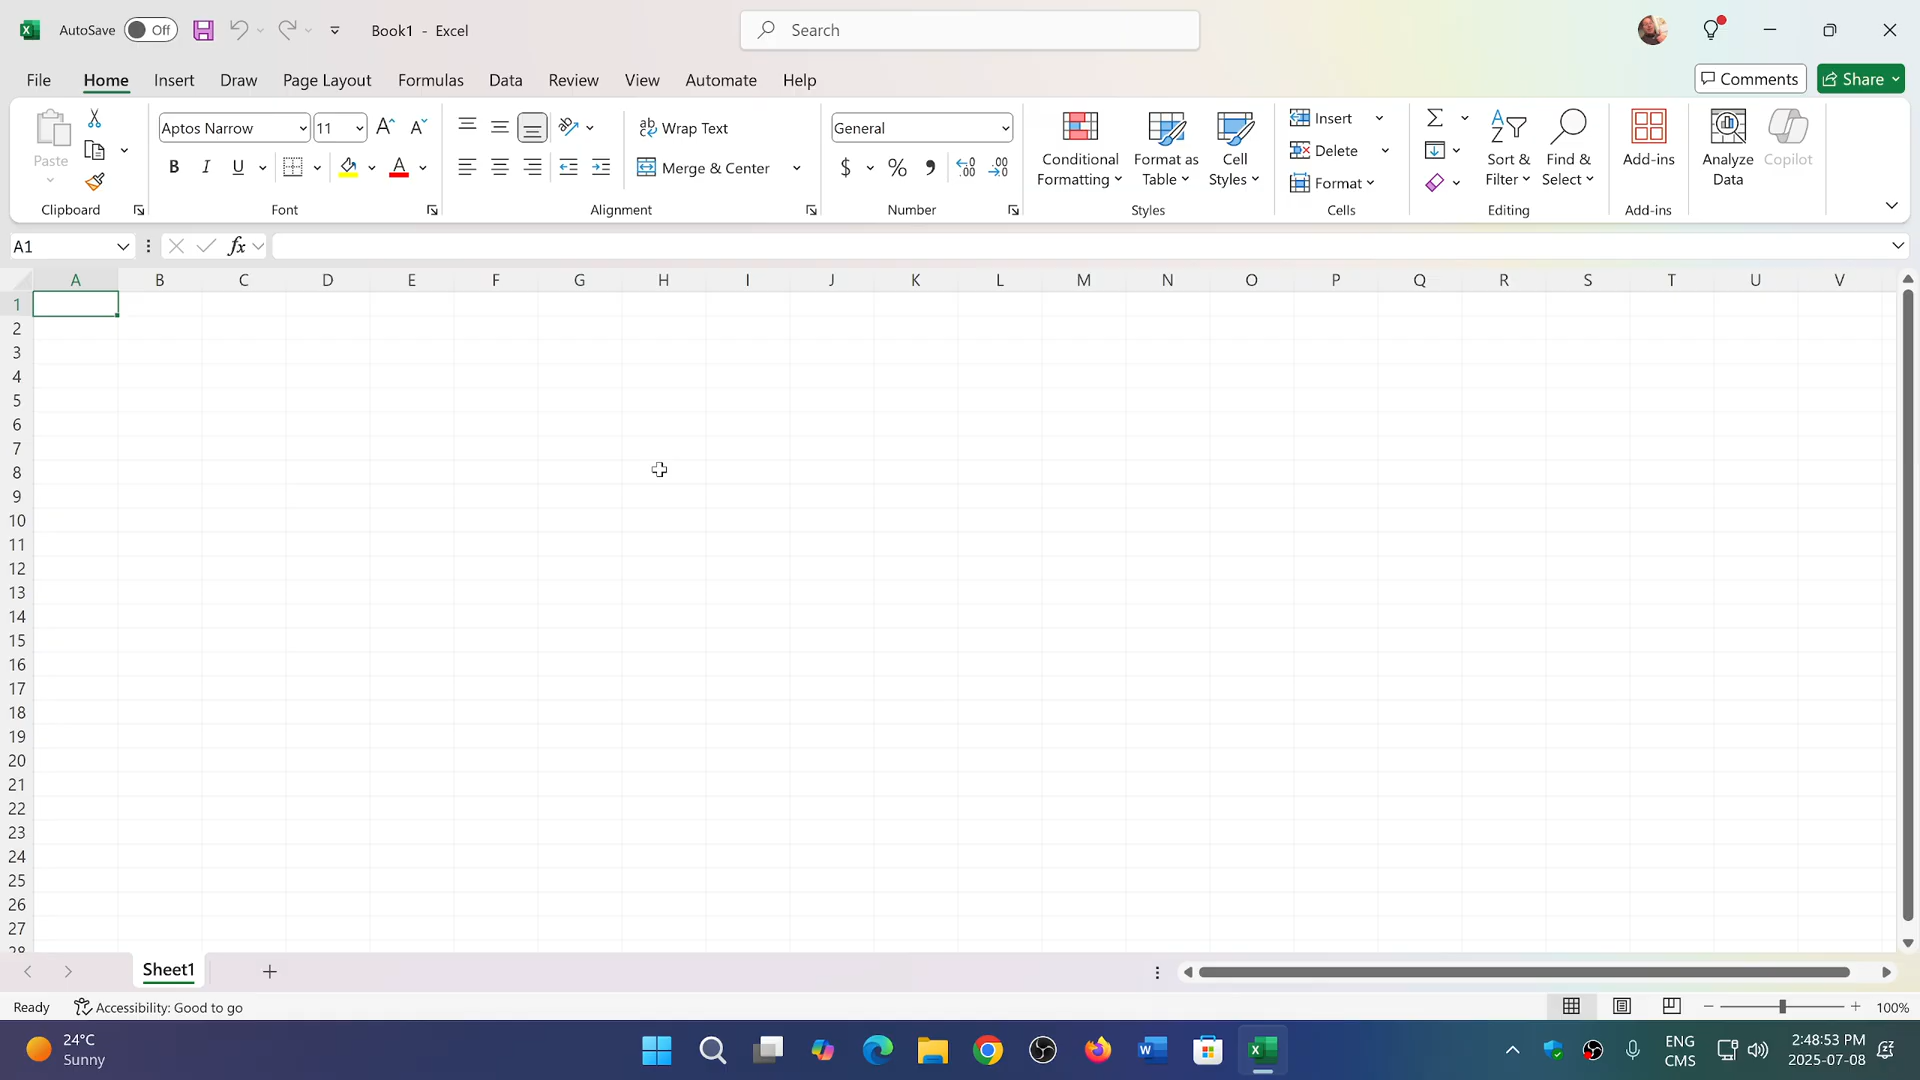 AutoSave Off Book1 - Excel Search
File Home Insert Draw Page Layout Formulas Data Review View Automate Help Comments Share
Paste
Clipboard
Aptos Narrow 11
B I U A
Font
ab Wrap Text
Merge & Center
Alignment
General
$ % ,
Number
Conditional Formatting
Format as Table
Cell Styles
Styles
Insert
Delete
Format
Cells
Sort & Filter
Find & Select
Editing
Add-ins
Add-ins
Analyze Data
Copilot
A1 fx
A B C D E F G H I J K L M N O P Q R S T U V
1
2
3
4
5
6
7
8
9
10
11
12
13
14
15
16
17
18
19
20
21
22
23
24
25
26
27
28
Sheet1
Ready Accessibility: Good to go 100%
24°C
Sunny
ENG
CMS
2:48:53 PM
2025-07-08